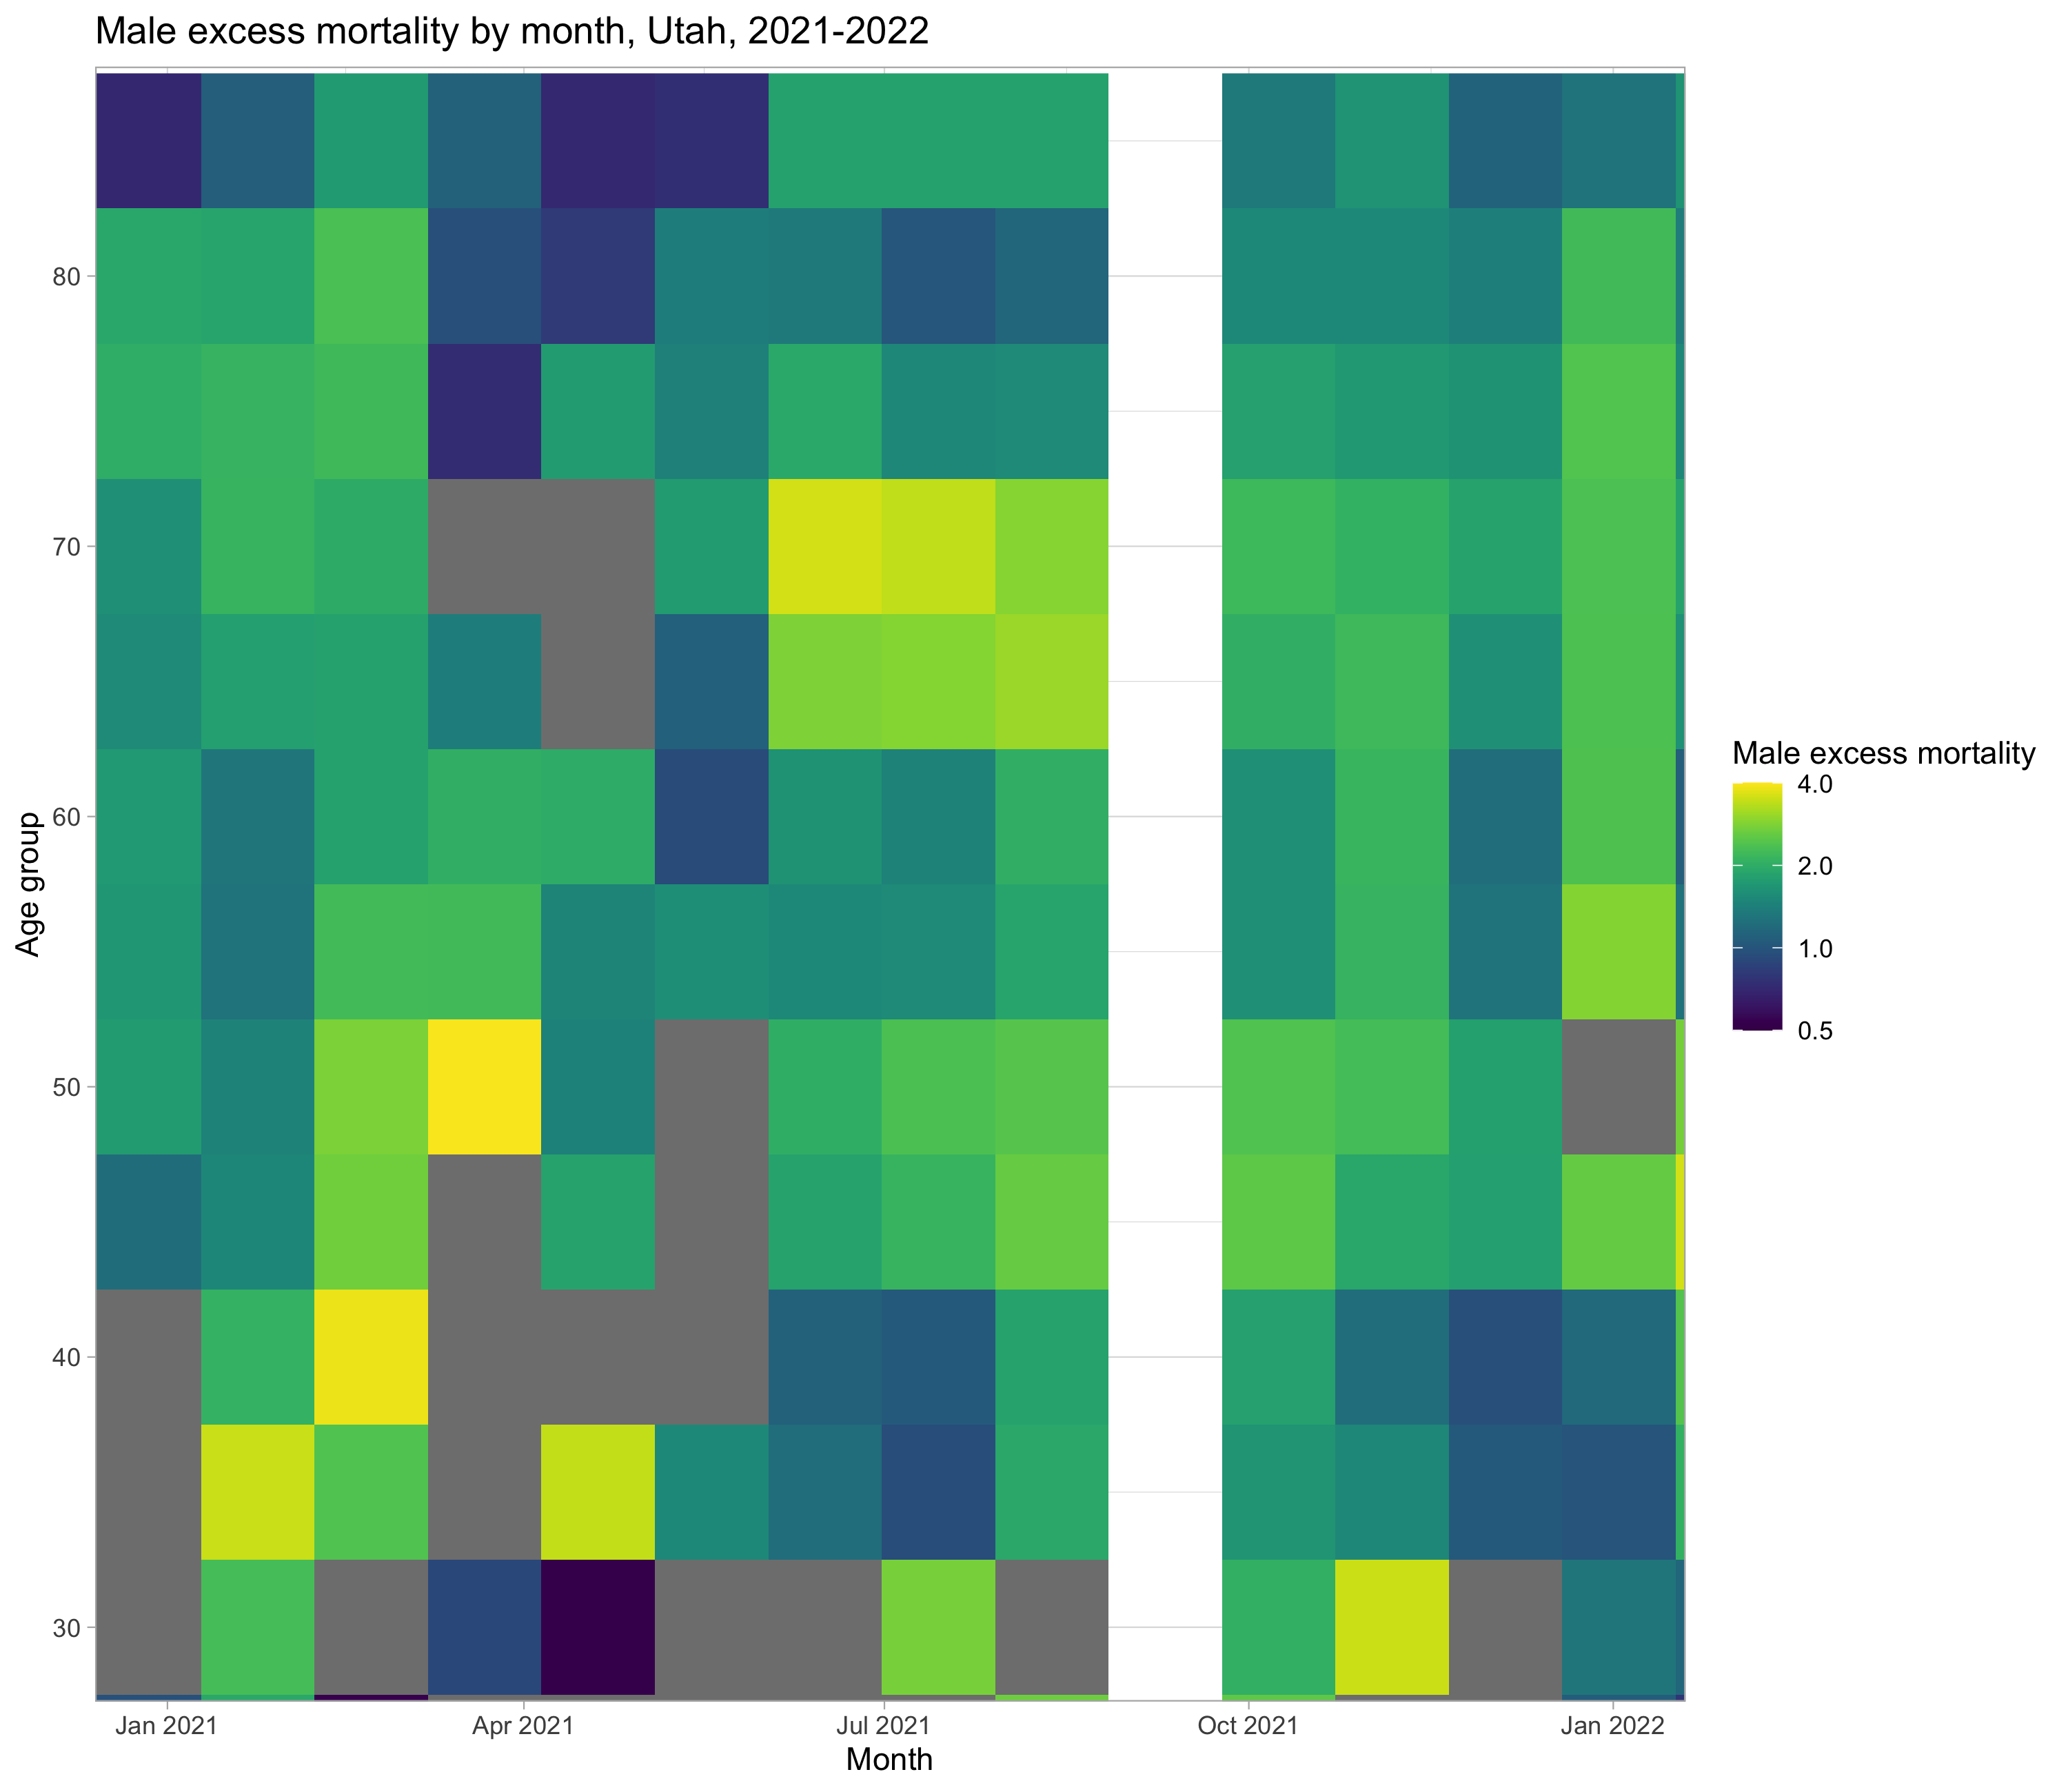 Male excess mortality by month, Utah, 2021-2022
80
70
60
50
40
30
Age group
Jan 2021
Apr 2021
Jul 2021
Oct 2021
Jan 2022
Month
Male excess mortality
4.0
2.0
1.0
0.5